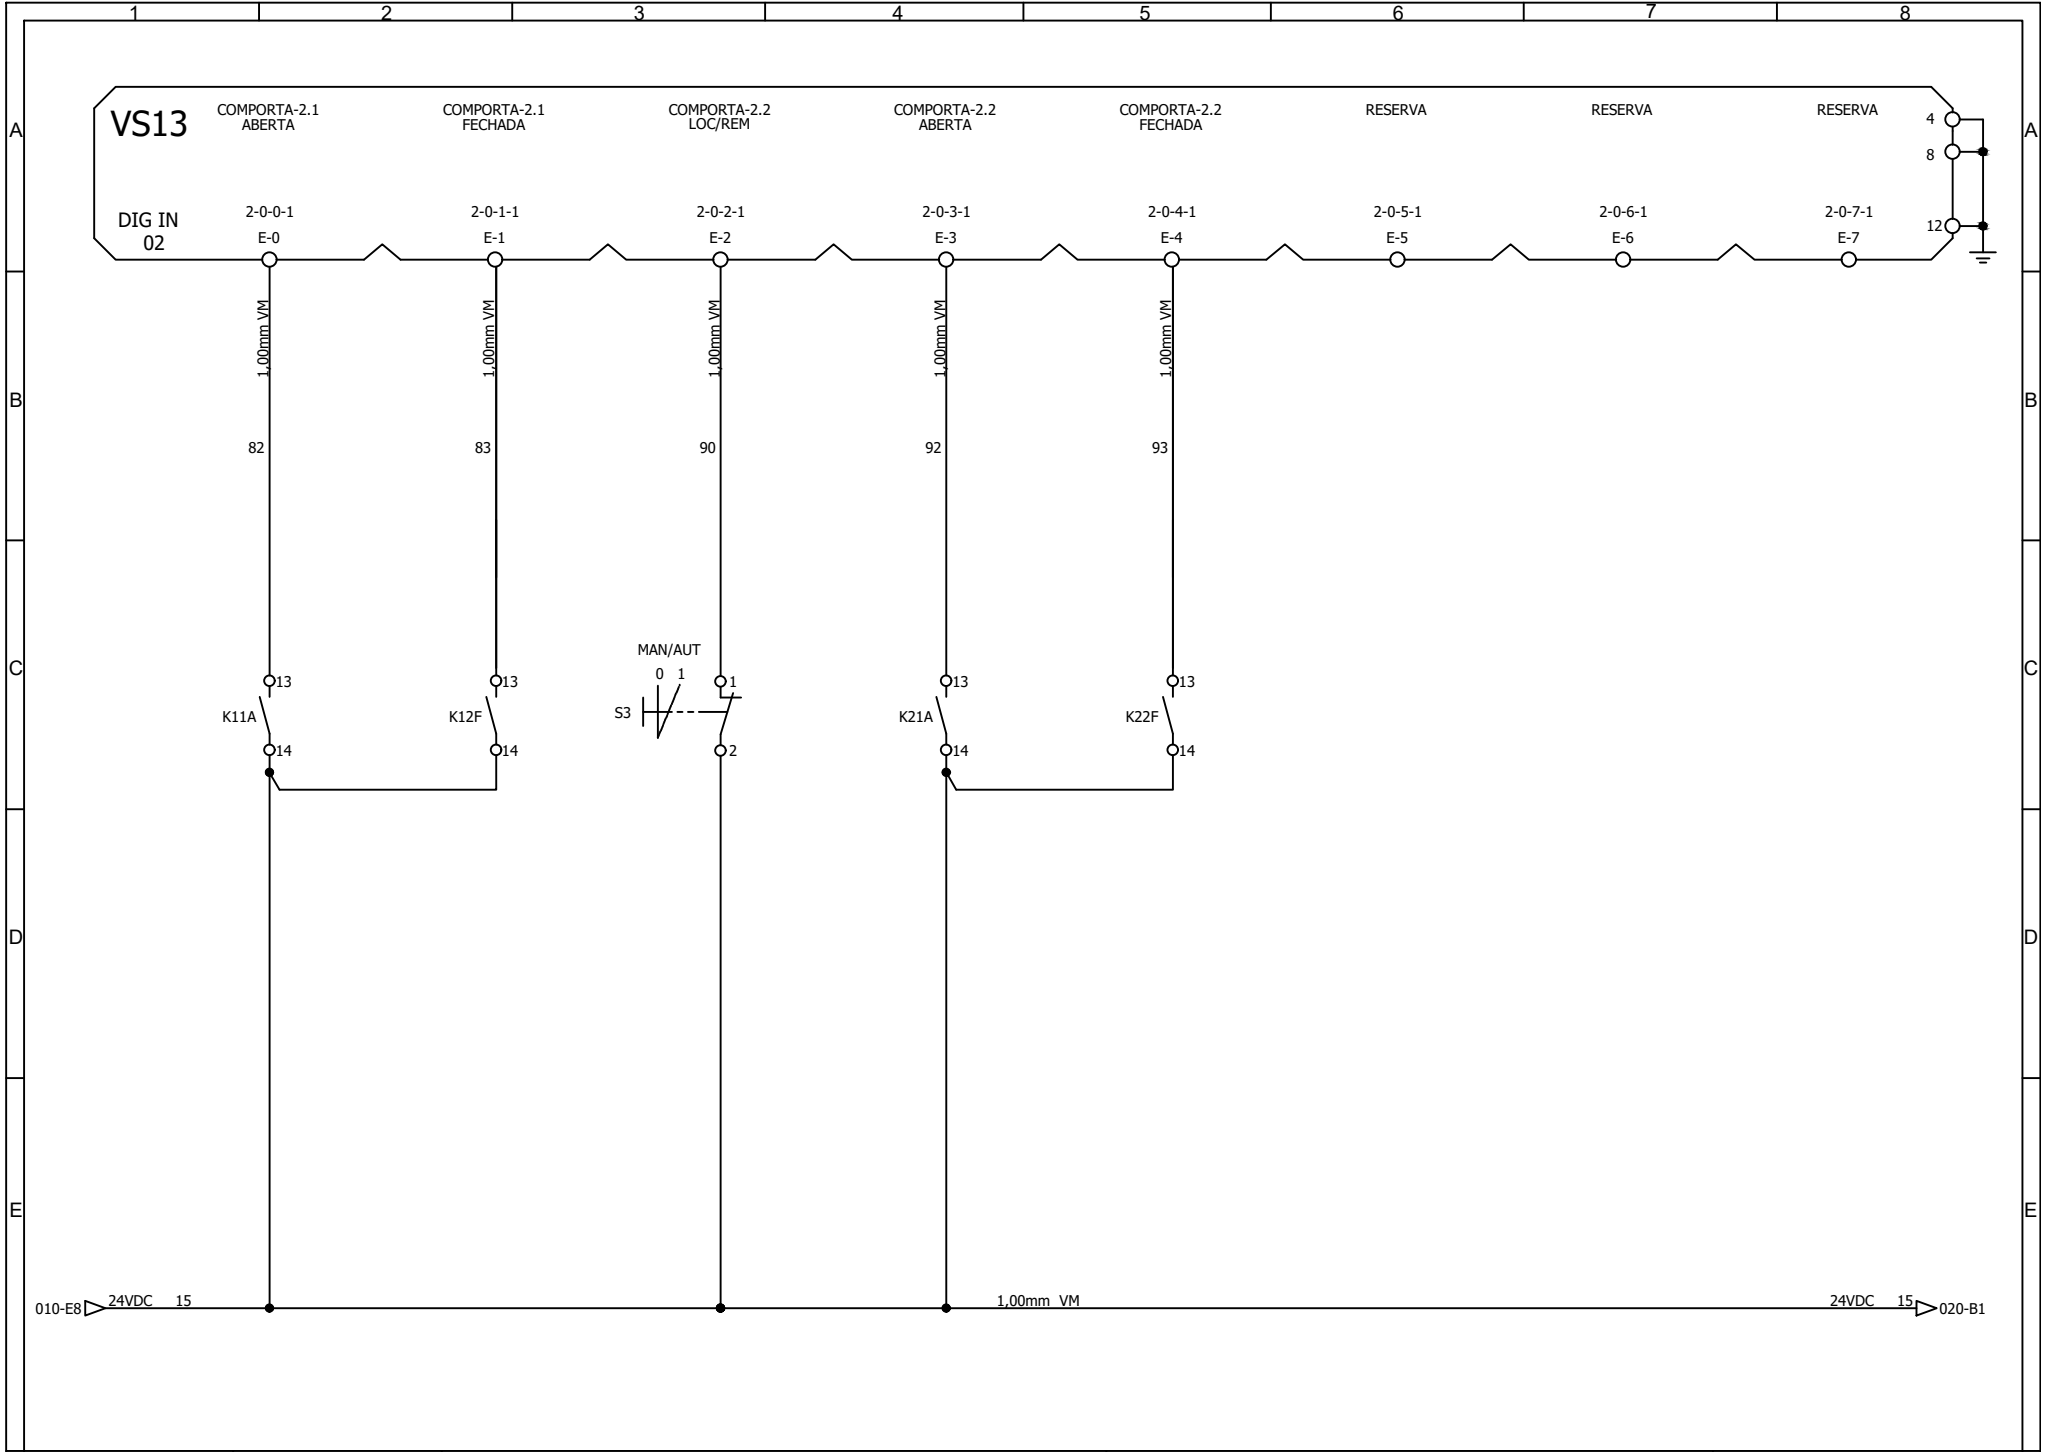 1 2 3 4 5 6 7 8
A A
VS13
COMPORTA-2.1
ABERTA
COMPORTA-2.1
FECHADA
COMPORTA-2.2
LOC/REM
COMPORTA-2.2
ABERTA
COMPORTA-2.2
FECHADA
RESERVA
RESERVA
RESERVA
4
8
12
DIG IN
02
2-0-0-1
E-0
2-0-1-1
E-1
2-0-2-1
E-2
2-0-3-1
E-3
2-0-4-1
E-4
2-0-5-1
E-5
2-0-6-1
E-6
2-0-7-1
E-7
1,00mm VM
1,00mm VM
1,00mm VM
1,00mm VM
1,00mm VM
B B
82
83
90
92
93
C C
13
K11A
14
13
K12F
14
MAN/AUT
0 1
S3
1
2
13
K21A
14
13
K22F
14
D D
E E
010-E8
24VDC 15
1,00mm VM
24VDC 15
020-B1